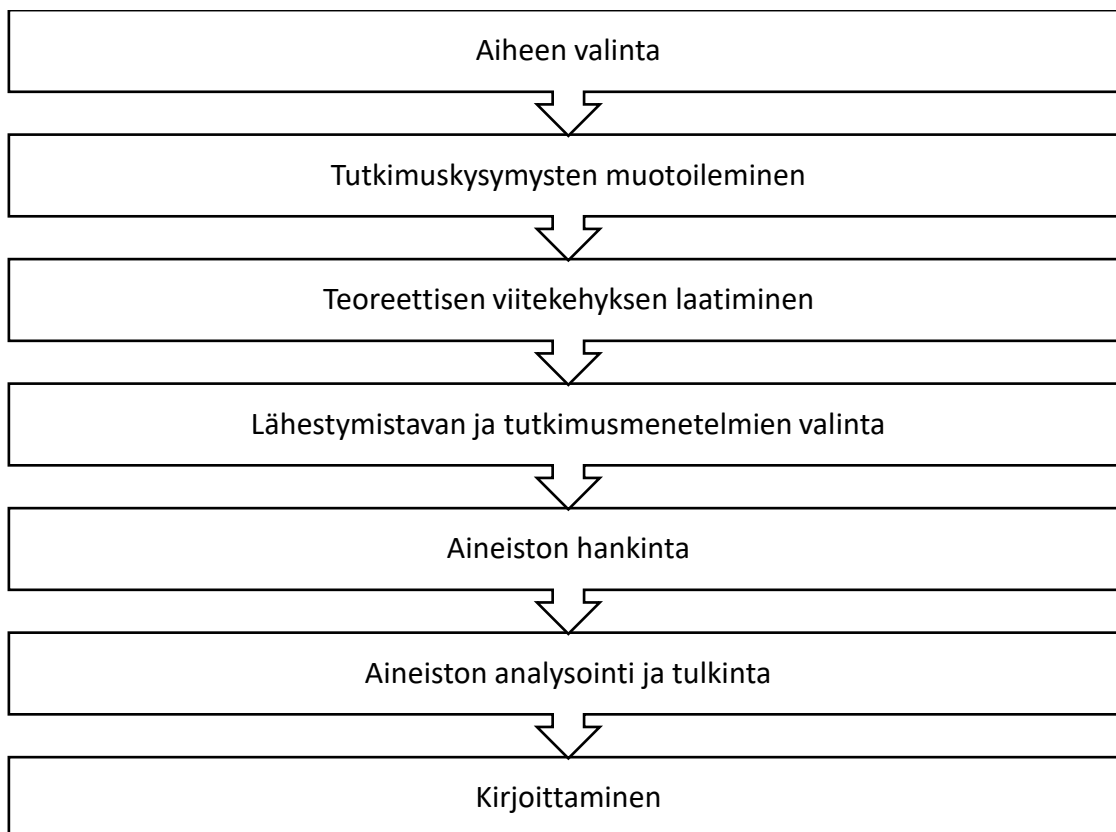 Aiheen valinta
Tutkimuskysymysten muotoileminen
Teoreettisen viitekehyksen laatiminen
Lähestymistavan ja tutkimusmenetelmien valinta
Aineiston hankinta
Aineiston analysointi ja tulkinta
Kirjoittaminen